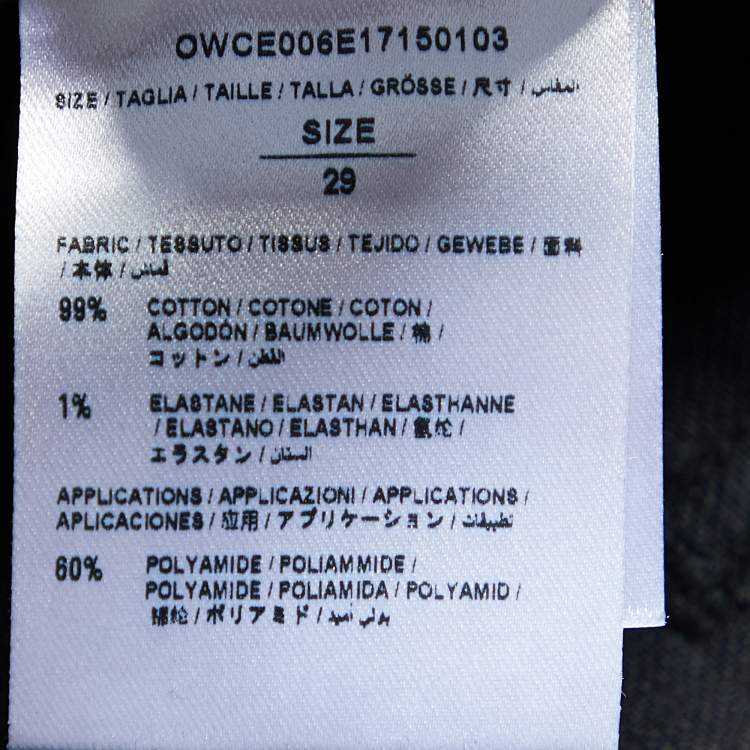 OWCE006E17150103
SIZE / TAGLIA / TAILLE / TALLA / GRÖSSE / 尺寸 / المقاس
SIZE
29
FABRIC / TESSUTO / TISSUS / TEJIDO / GEWEBE / 面料
/ 本体 / قماش
99% COTTON / COTONE / COTON /
ALGODÓN / BAUMWOLLE / 棉 /
コットン / القطن
1% ELASTANE / ELASTAN / ELASTHANNE
/ ELASTANO / ELASTHAN / 氨纶 /
エラスタン / الستان
APPLICATIONS / APPLICAZIONI / APPLICATIONS /
APLICACIONES / 应用 / アプリケーション / تطبيقات
60% POLYAMIDE / POLIAMMIDE /
POLYAMIDE / POLIAMIDA / POLYAMID /
锦纶 / ポリアミド / بولي أميد